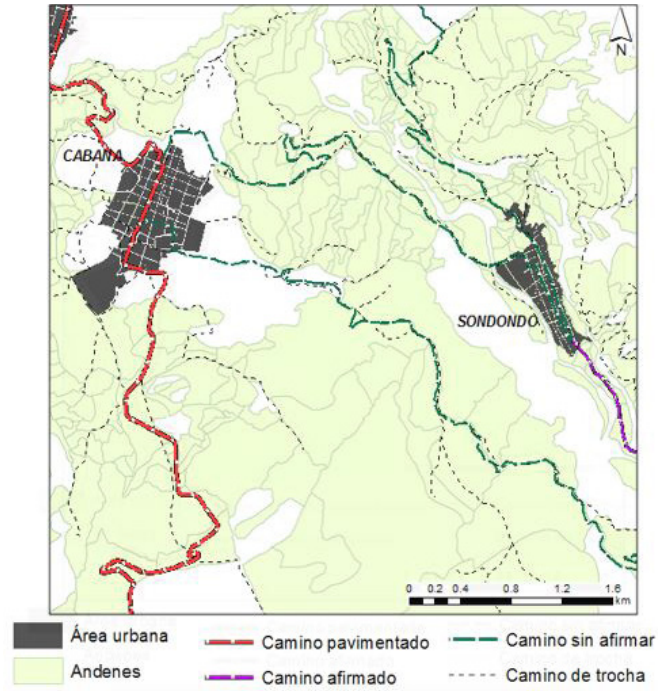 N
CABANA
SONDONDO
0 0.2 0.4 0.8 1.2 1.6
km
Área urbana
Camino pavimentado
Camino sin afirmar
Andenes
Camino afirmado
Camino de trocha